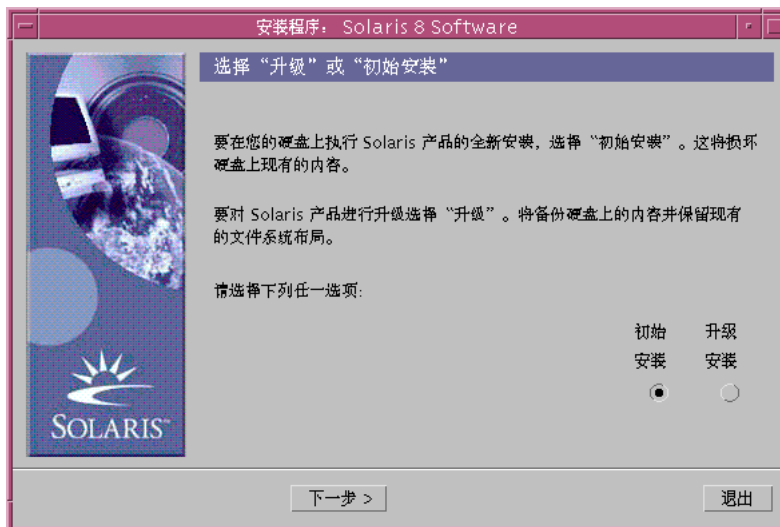 安装程序： Solaris 8 Software
选择“升级”或“初始安装”
要在您的硬盘上执行 Solaris 产品的全新安装，选择“初始安装”。这将损坏
硬盘上现有的内容。
要对 Solaris 产品进行升级选择“升级”。将备份硬盘上的内容并保留现有
的文件系统布局。
请选择下列任一选项:
初始 升级
安装 安装
SOLARIS™
下一步 >
退出